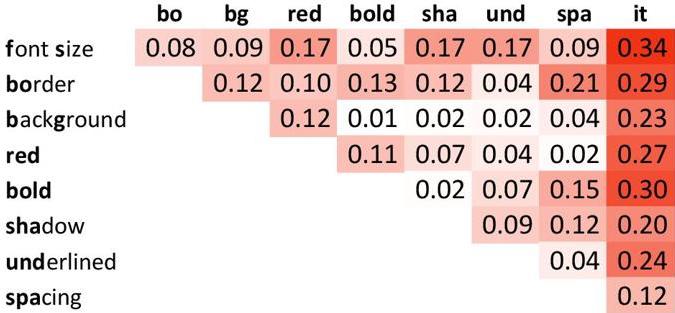 bo bg red bold sha und spa it
font size 0.08 0.09 0.17 0.05 0.17 0.17 0.09 0.34
border 0.12 0.10 0.13 0.12 0.04 0.21 0.29
background 0.12 0.01 0.02 0.02 0.04 0.23
red 0.11 0.07 0.04 0.02 0.27
bold 0.02 0.07 0.15 0.30
shadow 0.09 0.12 0.20
underlined 0.04 0.24
spacing 0.12